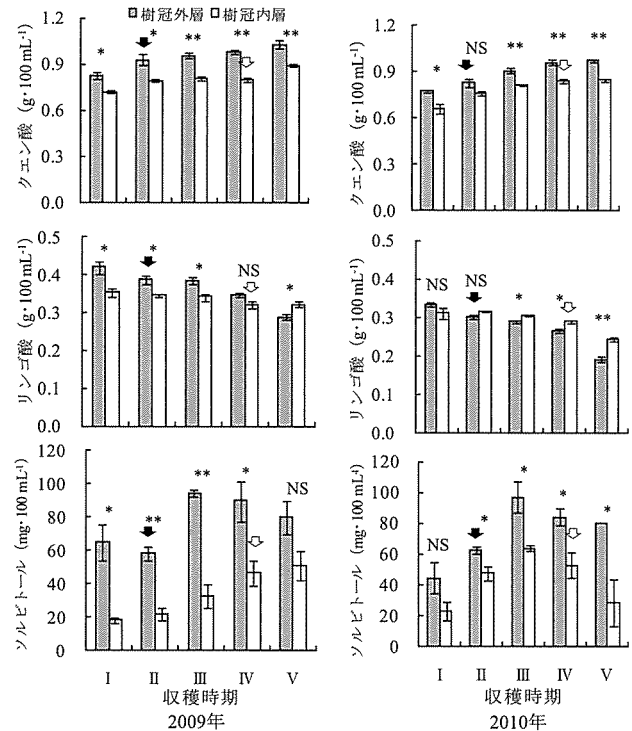 樹冠外層 樹冠内層
クエン酸 (g・100 mL-1)
1.2
0.9
0.6
0.3
0.0
* * ** ** **
クエン酸 (g・100 mL-1)
1.2
0.9
0.6
0.3
0.0
* NS ** ** **
リンゴ酸 (g・100 mL-1)
0.5
0.4
0.3
0.2
0.1
0.0
* * * NS *
リンゴ酸 (g・100 mL-1)
0.5
0.4
0.3
0.2
0.1
0.0
NS NS * * **
ソルビトール (mg・100 mL-1)
120
100
80
60
40
20
0
* ** ** * NS
I II III IV V
収穫時期
2009年
ソルビトール (mg・100 mL-1)
120
100
80
60
40
20
0
NS * * * *
I II III IV V
収穫時期
2010年